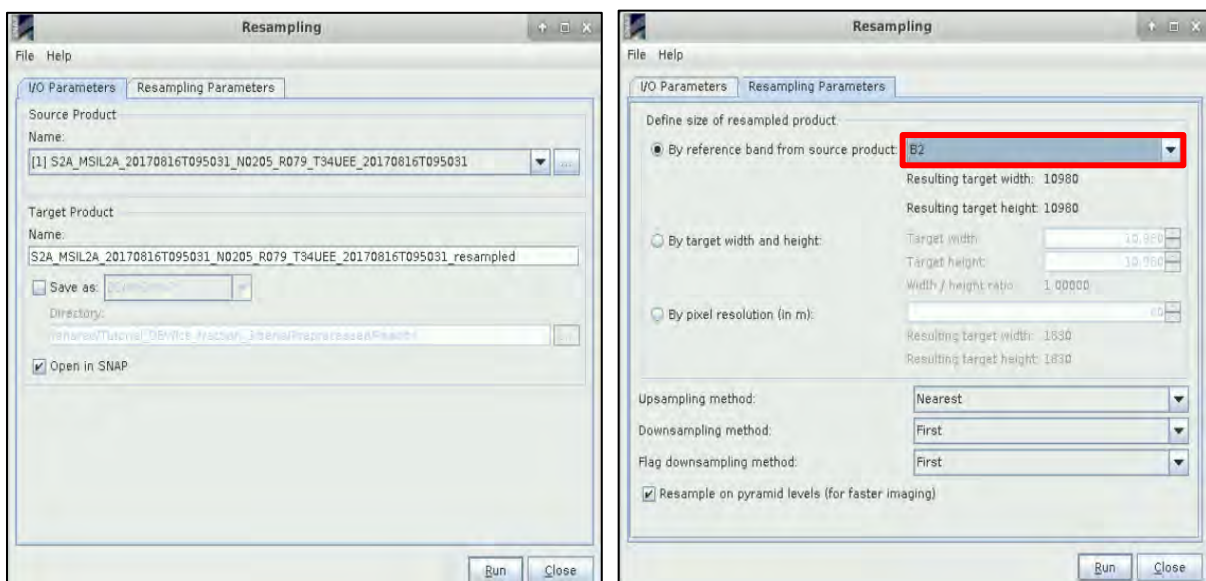 Resampling
File Help
I/O Parameters Resampling Parameters
Source Product
Name:
[1] S2A_MSIL2A_20170816T095031_N0205_R079_T34UEE_20170816T095031
...
Target Product
Name:
S2A_MSIL2A_20170816T095031_N0205_R079_T34UEE_20170816T095031_resampled
Save as:
Directory:
Open in SNAP
Run Close
Resampling
File Help
I/O Parameters Resampling Parameters
Define size of resampled product
By reference band from source product: B2
Resulting target width: 10980
Resulting target height: 10980
By target width and height: Target width: 10,980
Target height: 10,980
Width / height ratio: 1.00000
By pixel resolution (in m): 60
Resulting target width: 1830
Resulting target height: 1830
Upsampling method: Nearest
Downsampling method: First
Flag downsampling method: First
Resample on pyramid levels (for faster imaging)
Run Close